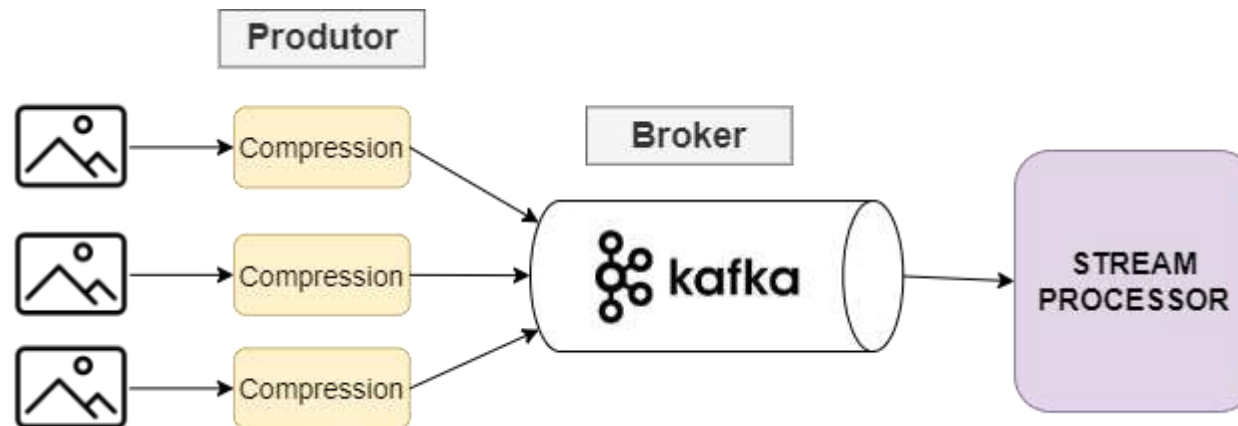 Produtor
Compression
Broker
Compression
kafka
STREAM
PROCESSOR
Compression